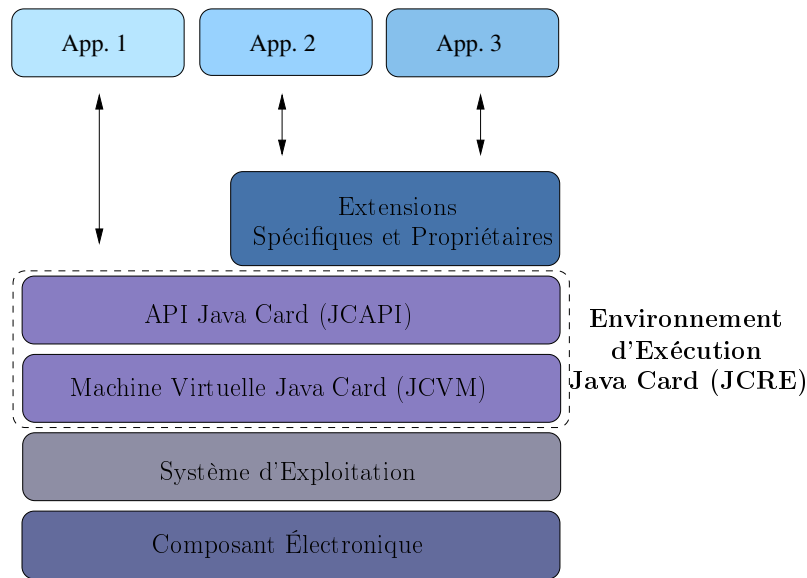 App. 1
App. 2
App. 3
Extensions
Spécifiques et Propriétaires
API Java Card (JCAPI)
Machine Virtuelle Java Card (JCVM)
Environnement
d'Exécution
Java Card (JCRE)
Système d'Exploitation
Composant Électronique